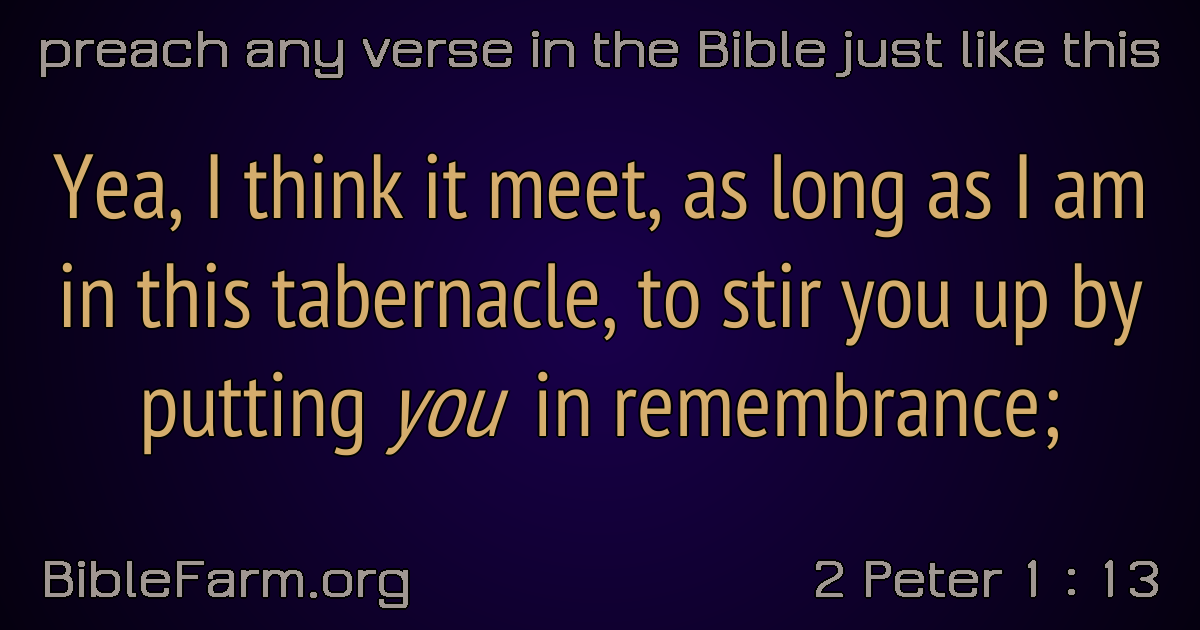 preach any verse in the Bible just like this
Yea, I think it meet, as long as I am
in this tabernacle, to stir you up by
putting you in remembrance;
BibleFarm.org
2 Peter 1 : 13